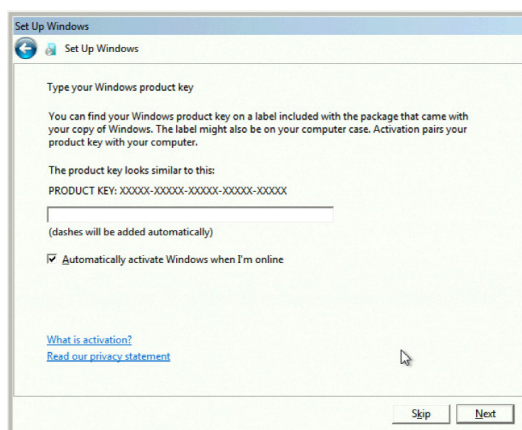 Set Up Windows
Set Up Windows
Type your Windows product key
You can find your Windows product key on a label included with the package that came with
your copy of Windows. The label might also be on your computer case. Activation pairs your
product key with your computer.
The product key looks similar to this:
PRODUCT KEY: XXXXX-XXXXX-XXXXX-XXXXX-XXXXX
(dashes will be added automatically)
Automatically activate Windows when I'm online
What is activation?
Read our privacy statement
Skip Next